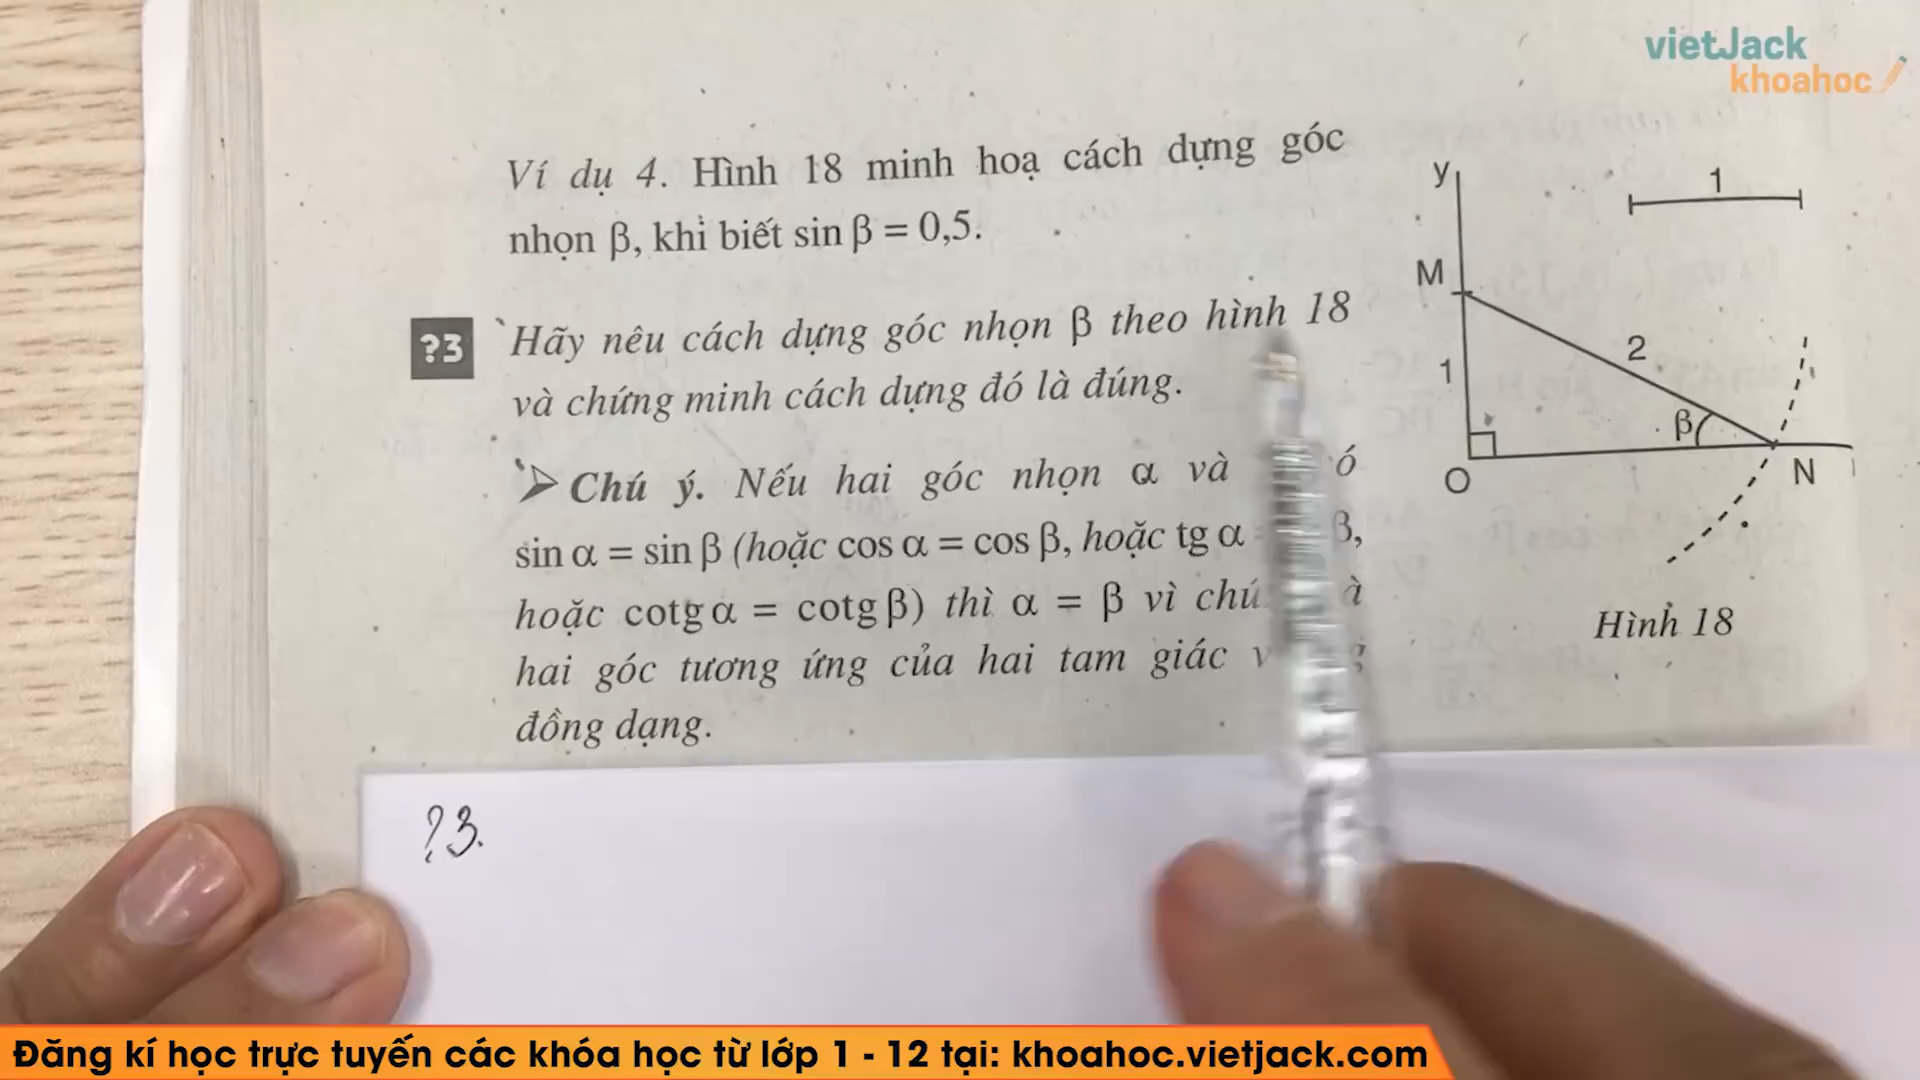 vietJack
khoahoc
Ví dụ 4. Hình 18 minh hoạ cách dựng góc
nhọn β, khi biết sin β = 0,5.
?3 Hãy nêu cách dựng góc nhọn β theo hình 18
và chứng minh cách dựng đó là đúng.
➢ Chú ý. Nếu hai góc nhọn α và
sin α = sin β (hoặc cos α = cos β, hoặc tg α β,
hoặc cotg α = cotg β) thì α = β vì
hai góc tương ứng của hai tam giác
đồng dạng.
y
1
M
2
1
β
O
N
Hình 18
?3.
Đăng kí học trực tuyến các khóa học từ lớp 1 - 12 tại: khoahoc.vietjack.com